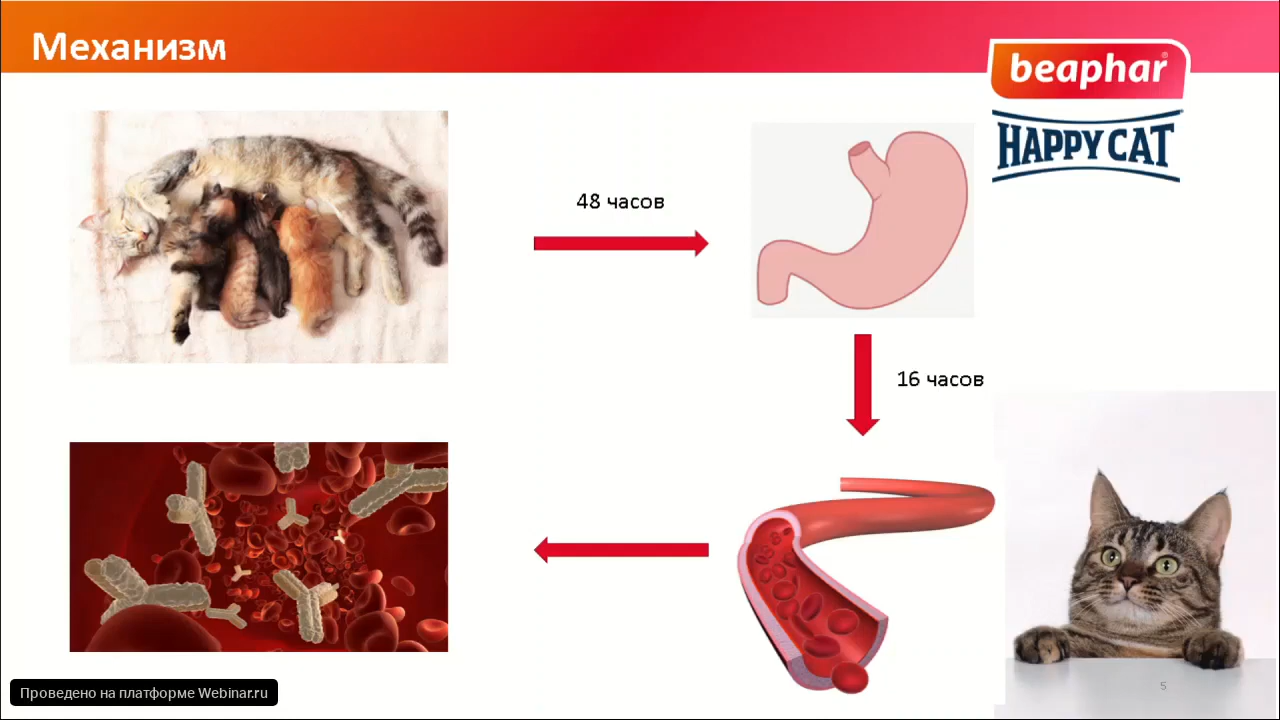 Механизм
beaphar
HAPPY CAT
48 часов
16 часов
Проведено на платформе Webinar.ru
5